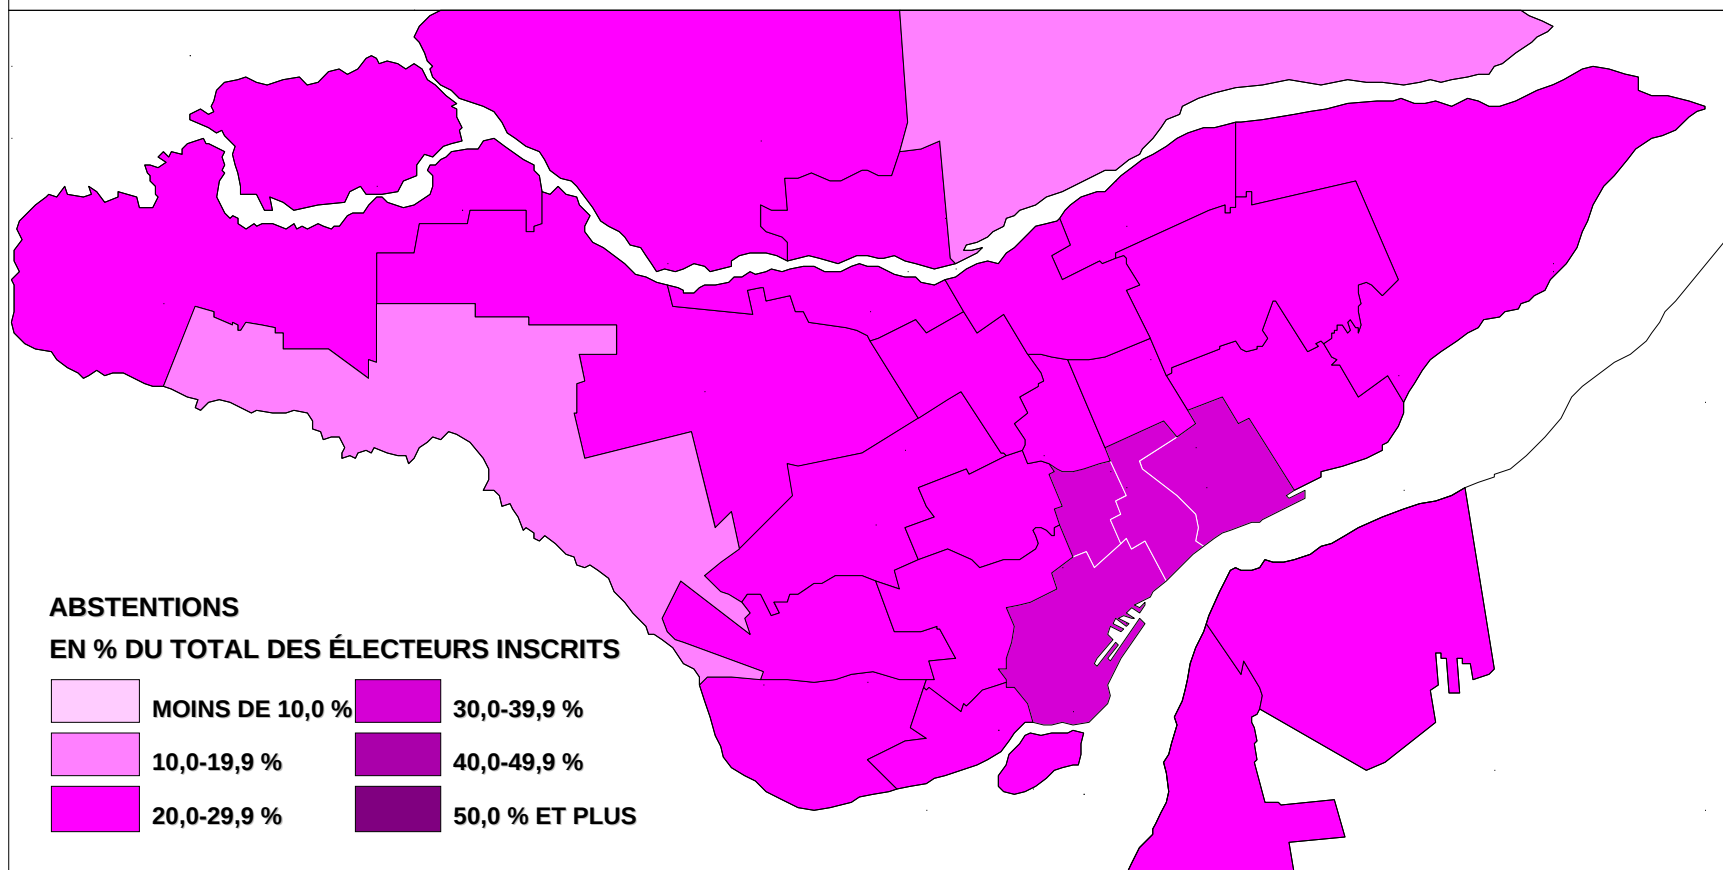 ABSTENTIONS
EN % DU TOTAL DES ÉLECTEURS INSCRITS
MOINS DE 10,0 %
10,0-19,9 %
20,0-29,9 %
30,0-39,9 %
40,0-49,9 %
50,0 % ET PLUS